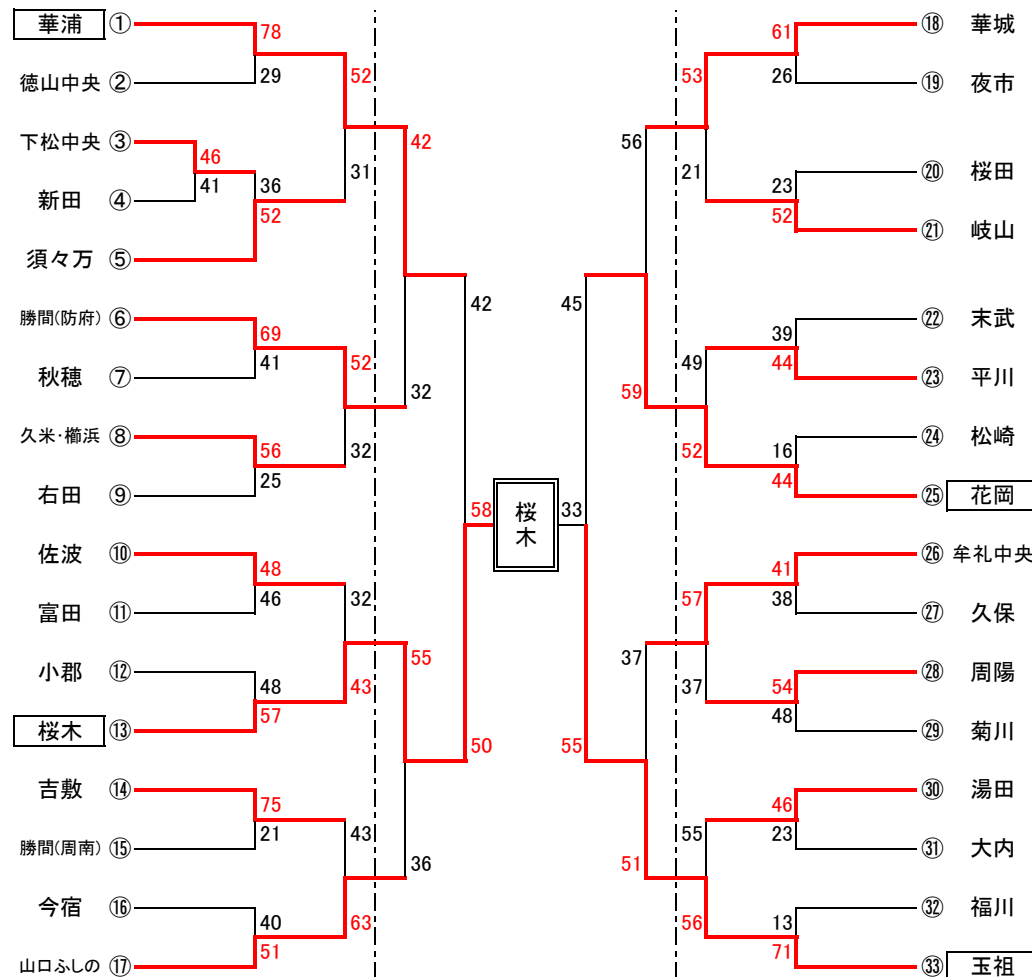 華浦 ①
徳山中央 ②
下松中央 ③
新田 ④
須々万 ⑤
勝間(防府) ⑥
秋穂 ⑦
久米・櫛浜 ⑧
右田 ⑨
佐波 ⑩
富田 ⑪
小郡 ⑫
桜木 ⑬
吉敷 ⑭
勝間(周南) ⑮
今宿 ⑯
山口ふしの ⑰
78
29
46
41
36
52
69
41
56
25
48
46
48
57
75
21
40
51
52
31
52
32
32
43
43
63
42
32
55
36
42
50
58
桜木
33
45
55
56
59
37
51
53
21
49
52
57
37
55
56
61
26
23
52
39
44
16
44
41
38
54
48
46
23
13
71
⑱ 華城
⑲ 夜市
⑳ 桜田
㉑ 岐山
㉒ 末武
㉓ 平川
㉔ 松崎
㉕ 花岡
㉖ 牟礼中央
㉗ 久保
㉘ 周陽
㉙ 菊川
㉚ 湯田
㉛ 大内
㉜ 福川
㉝ 玉祖